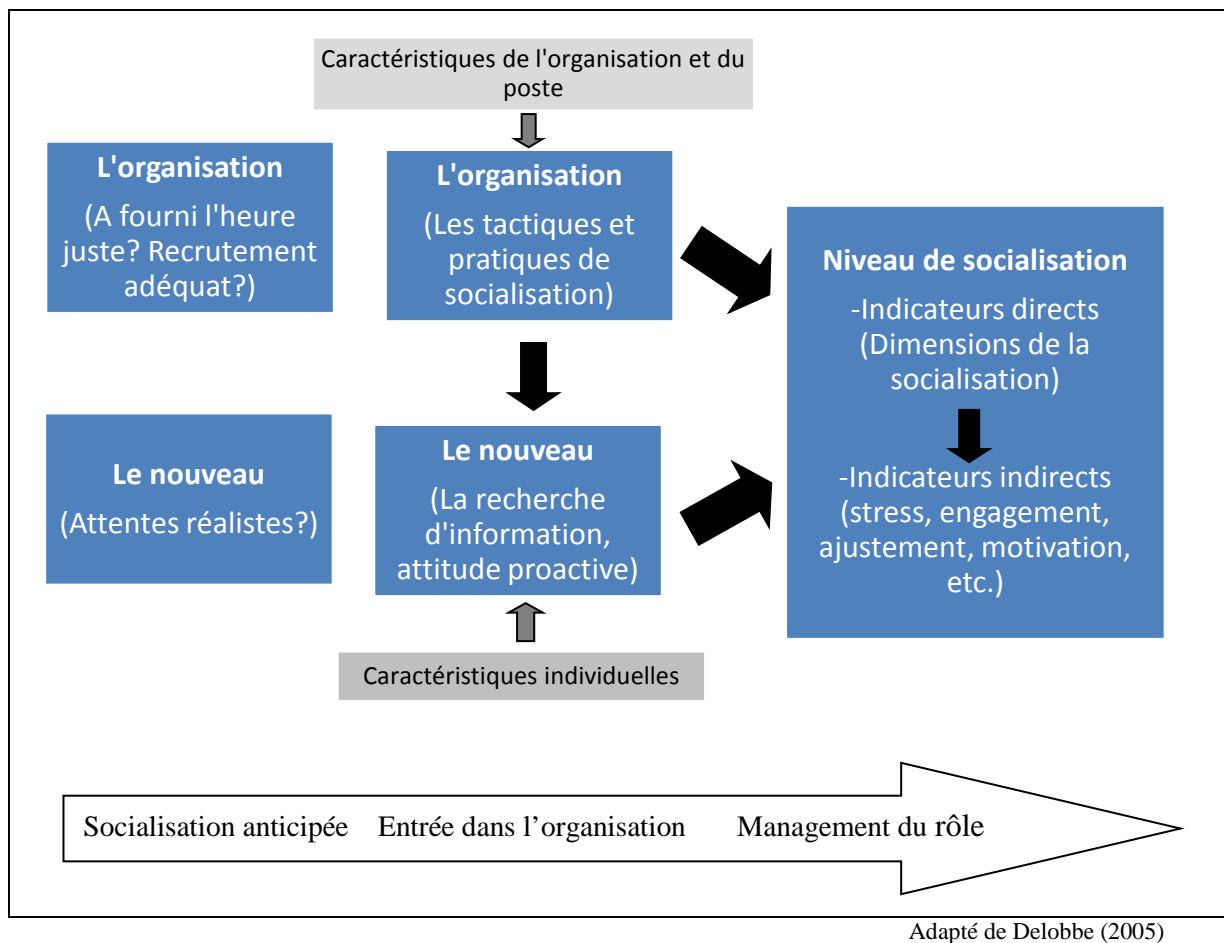 Caractéristiques de l'organisation et du
poste
L'organisation
(A fourni l'heure
juste? Recrutement
adéquat?)
L'organisation
(Les tactiques et
pratiques de
socialisation)
Niveau de socialisation
-Indicateurs directs
(Dimensions de la
socialisation)
-Indicateurs indirects
(stress, engagement,
ajustement, motivation,
etc.)
Le nouveau
(Attentes réalistes?)
Le nouveau
(La recherche
d'information,
attitude proactive)
Caractéristiques individuelles
Socialisation anticipée
Entrée dans l’organisation
Management du rôle
Adapté de Delobbe (2005)